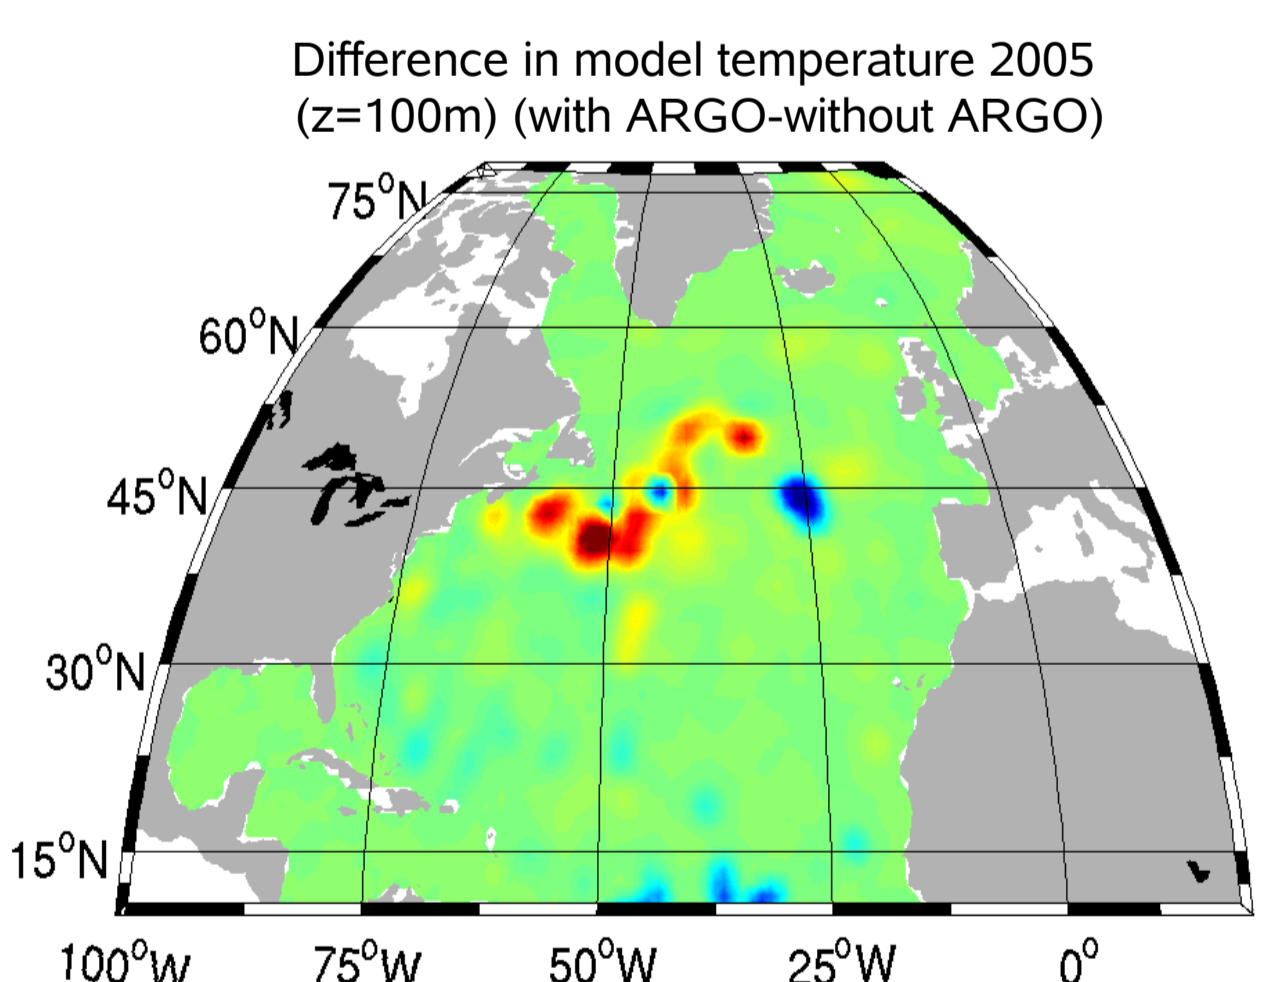 Difference in model temperature 2005
(z=100m) (with ARGO-without ARGO)
75°N
60°N
45°N
30°N
15°N
100°W 75°W 50°W 25°W 0°